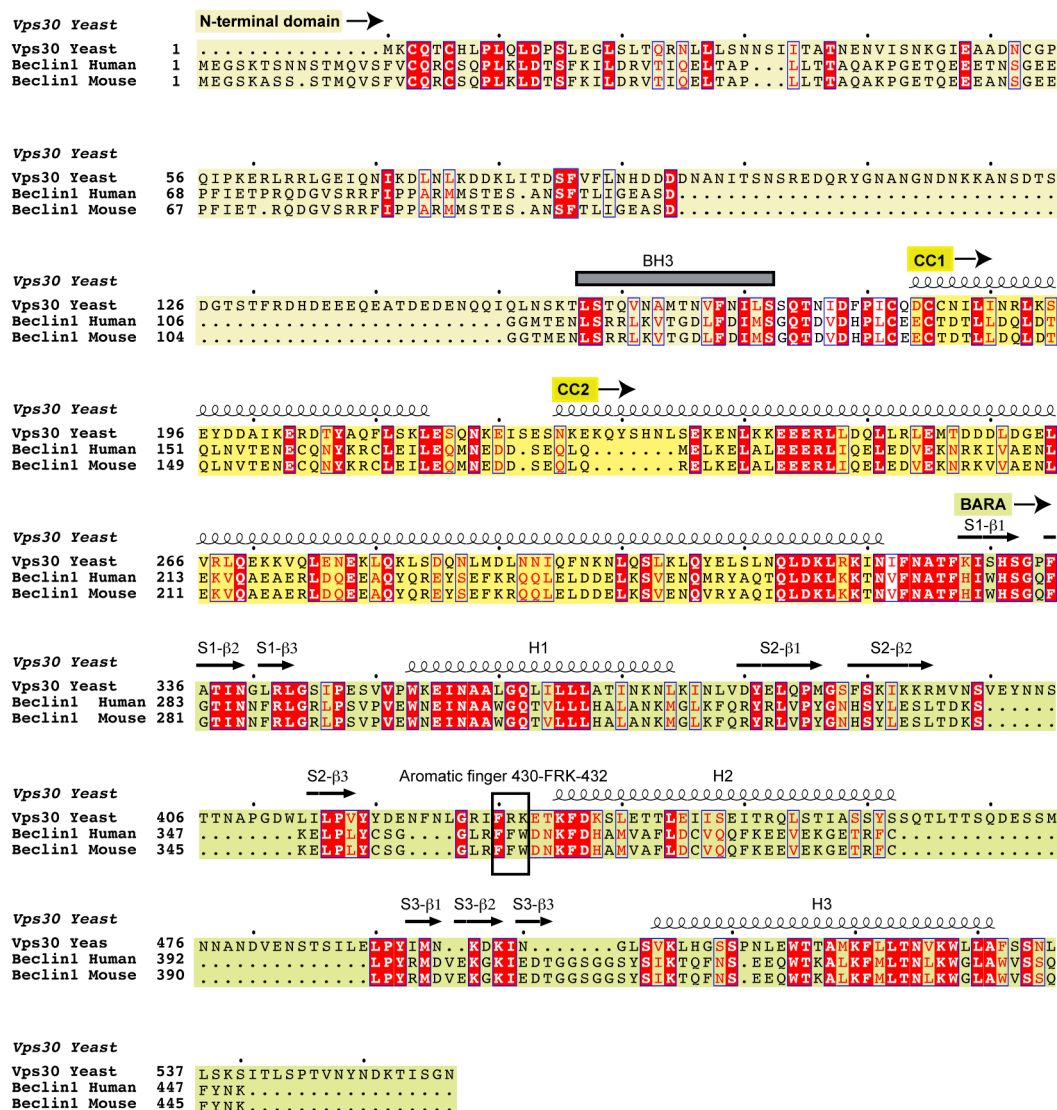 Vps30 Yeast N-terminal domain
Vps30 Yeast 1 ...............MKCQTCHLPLQLDPSLEGLSLTQRNLLLSNNSIITATNENVISNKGIEAADNCGP
Beclin1 Human 1 MEGSKTSNNSTMQVSFVCQRCSQPLKLDTSFKILDRVTIQELTAP...LLTTAQAKPGETQEEETNSGEE
Beclin1 Mouse 1 MEGSKASS.STMQVSFVCQRCSQPLKLDTSFKILDRVTIQELTAP...LLTTAQAKPGETQEEEANSGEE
Vps30 Yeast
Vps30 Yeast 56 QIPKERLRRLGEIQNIKDLNLKDDKLITDSFVFLNHDDDDNANITSNSREDQRYGNANGNDNKKANSDTS
Beclin1 Human 68 PFIETPRQDGVSRRFIPPARMMSTES.ANSFTLIGEASD...............................
Beclin1 Mouse 67 PFIET.RQDGVSRRFIPPARMMSTES.ANSFTLIGEASD...............................
BH3
Vps30 Yeast CC1
Vps30 Yeast 126 DGTSTFRDHDEEEQEATDEDENQQIQLNSKTLSTQVNAMTNVFNILSSQTNIDFPICQDCCNILINRLKS
Beclin1 Human 106 .........................GGMTENLSRRLKVTGDLFDIMSGQTDVDHPLCEECTDTLLDQLDT
Beclin1 Mouse 104 .........................GGTMENLSRRLKVTGDLFDIMSGQTDVDHPLCEECTDTLLDQLDT
CC2
Vps30 Yeast
Vps30 Yeast 196 EYDDAIKERDTYAQFLSKLESQNKEISESNKEKQYSHNLSEKENLKKEEERLLDQLLRLEMTDDDLDGEL
Beclin1 Human 151 QLNVTENECQNYKRCLEILEQMNEDD.SEQLQ.......MELKELALEEERLIQELEDVEKNRKIVAENL
Beclin1 Mouse 149 QLNVTENECQNYKRCLEILEQMNEDD.SEQLQ.......RELKELALEEERLIQELEDVEKNRKVVAENL
BARA
Vps30 Yeast S1-β1
Vps30 Yeast 266 VRLQEKKVQLENEKLQKLSDQNLMDLNNIQFNKNLQSLKLQYELSLNQLDKLRKINIFNATFKISHSGPF
Beclin1 Human 213 EKVQAEAERLDQEEAQYQREYSEFKRQQLELDDELKSVENQMRYAQTQLDKLKKTNVFNATFHIWHSGQF
Beclin1 Mouse 211 EKVQAEAERLDQEEAQYQREYSEFKRQQLELDDELKSVENQVRYAQIQLDKLKKTNVFNATFHIWHSGQF
S1-β2 S1-β3 H1 S2-β1 S2-β2
Vps30 Yeast
Vps30 Yeast 336 ATINGLRLGSIPESVVPWKEINAALGQLILLLATINKNLKINLVDYELQPMGSFSKIKKRMVNSVEYNNS
Beclin1 Human 283 GTINNFRLGRLPSVPVEWNEINAAWGQTVLLLHALANKMGLKFQRYRLVPYGNHSYLESLTDKS......
Beclin1 Mouse 281 GTINNFRLGRLPSVPVEWNEINAAWGQTVLLLHALANKMGLKFQRYRLVPYGNHSYLESLTDKS......
S2-β3 Aromatic finger 430-FRK-432 H2
Vps30 Yeast
Vps30 Yeast 406 TTNAPGDWLILPVYYDENFNLGRIFRKETKFDKSLETTLEIISEITRQLSTIASSYSSQTLTTSQDESSM
Beclin1 Human 347 ........KELPLYCSG....GLRFFWDNKFDHAMVAFLDCVQQFKEEVEKGETRFC.............
Beclin1 Mouse 345 ........KELPLYCSG....GLRFFWDNKFDHAMVAFLDCVQQFKEEVEKGETRFC.............
S3-β1 S3-β2 S3-β3 H3
Vps30 Yeast
Vps30 Yeas 476 NNANDVENSTSILELPYIMN..KDKIN.......GLSVKLHGSSPNLEWTTAMKFLLTNVKWLLAFSSNL
Beclin1 Human 392 ..............LPYRMDVEKGKIEDTGGSGGSYSIKTQFNS.EEQWTKALKFMLTNLKWGLAWVSSQ
Beclin1 Mouse 390 ..............LPYRMDVEKGKIEDTGGSGGSYSIKTQFNS.EEQWTKALKFMLTNLKWGLAWVSSQ
Vps30 Yeast
Vps30 Yeast 537 LSKSITLSPTVNYNDKTISGN
Beclin1 Human 447 FYNK.................
Beclin1 Mouse 445 FYNK.................